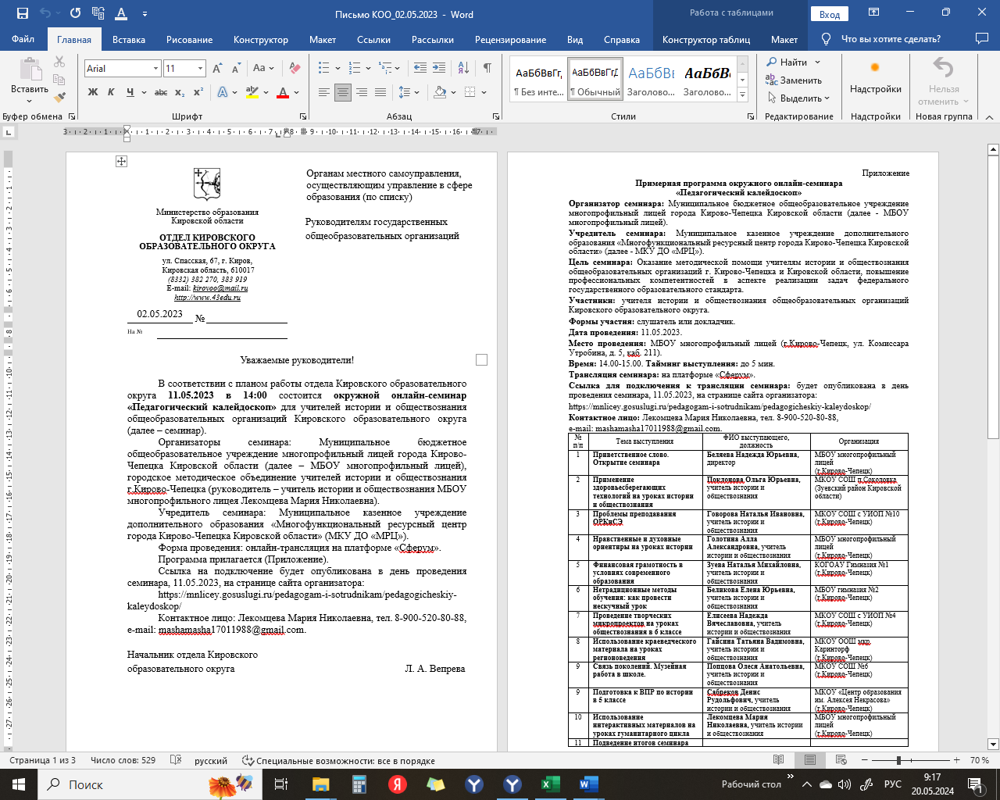 Письмо КОО_02.05.2023 - Word
Работа с таблицами
Вход
Файл Главная Вставка Рисование Конструктор Макет Ссылки Рассылки Рецензирование Вид Справка Конструктор таблиц Макет Что вы хотите сделать?
Вставить
Буфер обмена
Arial 11
Ж К Ч
Шрифт
Абзац
АаБбВвГг, АаБбВвГгД АаБбВı АаБбВ
¶ Без инте... ¶ Обычный Заголово... Заголово...
Стили
Найти
Заменить
Выделить
Редактирование
Настройки
Настройки
Нельзя отменить
Новая группа
Органам местного самоуправления,
осуществляющим управление в сфере
образования (по списку)
Руководителям государственных
общеобразовательных организаций
Министерство образования
Кировской области
ОТДЕЛ КИРОВСКОГО
ОБРАЗОВАТЕЛЬНОГО ОКРУГА
ул. Спасская, 67, г. Киров,
Кировская область, 610017
(8332) 382 270, 383 919
E-mail: kirovoo@mail.ru
http://www.43edu.ru
02.05.2023 №
На №
Уважаемые руководители!
В соответствии с планом работы отдела Кировского образовательного
округа 11.05.2023 в 14:00 состоится окружной онлайн-семинар
«Педагогический калейдоскоп» для учителей истории и обществознания
общеобразовательных организаций Кировского образовательного округа
(далее – семинар).
Организаторы семинара: Муниципальное бюджетное
общеобразовательное учреждение многопрофильный лицей города Кирово-
Чепецка Кировской области (далее – МБОУ многопрофильный лицей),
городское методическое объединение учителей истории и обществознания
г.Кирово-Чепецка (руководитель – учитель истории и обществознания МБОУ
многопрофильного лицея Лекомцева Мария Николаевна).
Учредитель семинара: Муниципальное казенное учреждение
дополнительного образования «Многофункциональный ресурсный центр
города Кирово-Чепецка Кировской области» (МКУ ДО «МРЦ»).
Форма проведения: онлайн-трансляция на платформе «Сферум».
Программа прилагается (Приложение).
Ссылка на подключение будет опубликована в день проведения
семинара, 11.05.2023, на странице сайта организатора:
https://mnlicey.gosuslugi.ru/pedagogam-i-sotrudnikam/pedagogicheskiy-
kaleydoskop/
Контактное лицо: Лекомцева Мария Николаевна, тел. 8-900-520-80-88,
e-mail: mashamasha17011988@gmail.com.
Начальник отдела Кировского
образовательного округа Л. А. Вепрева
Приложение
Примерная программа окружного онлайн-семинара
«Педагогический калейдоскоп»
Организатор семинара: Муниципальное бюджетное общеобразовательное учреждение
многопрофильный лицей города Кирово-Чепецка Кировской области (далее - МБОУ
многопрофильный лицей).
Учредитель семинара: Муниципальное казенное учреждение дополнительного
образования «Многофункциональный ресурсный центр города Кирово-Чепецка Кировской
области» (далее - МКУ ДО «МРЦ»).
Цель семинара: Оказание методической помощи учителям истории и обществознания
общеобразовательных организаций г. Кирово-Чепецка и Кировской области, повышение
профессиональных компетентностей в аспекте реализации задач федерального
государственного образовательного стандарта.
Участники: учителя истории и обществознания общеобразовательных организаций
Кировского образовательного округа.
Формы участия: слушатель или докладчик.
Дата проведения: 11.05.2023.
Место проведения: МБОУ многопрофильный лицей (г.Кирово-Чепецк, ул. Комиссара
Утробина, д. 5, каб. 211).
Время: 14.00-15.00. Тайминг выступления: до 5 мин.
Трансляция семинара: на платформе «Сферум».
Ссылка для подключения к трансляции семинара: будет опубликована в день
проведения семинара, 11.05.2023, на странице сайта организатора:
https://mnlicey.gosuslugi.ru/pedagogam-i-sotrudnikam/pedagogicheskiy-kaleydoskop/
Контактное лицо: Лекомцева Мария Николаевна, тел. 8-900-520-80-88,
e-mail: mashamasha17011988@gmail.com.
№ п/п Тема выступления ФИО выступающего, должность Организация
1 Приветственное слово. Открытие семинара Беляева Надежда Юрьевна, директор МБОУ многопрофильный лицей (г.Кирово-Чепецк)
2 Применение здоровьесберегающих технологий на уроках истории и обществознания Поклонова Ольга Юрьевна, учитель истории и обществознания МКОУ СОШ п.Соколовка (Зуевский район Кировской области)
3 Проблемы преподавания ОРКиСЭ Говорова Наталья Ивановна, учитель истории и обществознания МКОУ СОШ с УИОП №10 (г.Кирово-Чепецк)
4 Нравственные и духовные ориентиры на уроках истории Голотина Алла Александровна, учитель истории и обществознания МБОУ многопрофильный лицей (г.Кирово-Чепецк)
5 Финансовая грамотность в условиях современного образования Зуева Наталья Михайловна, учитель истории и обществознания КОГОАУ Гимназия №1 (г.Кирово-Чепецк)
6 Нетрадиционные методы обучения: как провести нескучный урок Беликова Елена Юрьевна, учитель истории и обществознания МБОУ гимназия №2 (г.Кирово-Чепецк)
7 Проведение творческих микропроектов на уроках обществознания в 6 классе Елисеева Надежда Вячеславовна, учитель истории и обществознания МКОУ СОШ с УИОП №4 (г.Кирово-Чепецк)
8 Использование краеведческого материала на уроках регионоведения Гайсина Татьяна Вадимовна, учитель истории и обществознания МКОУ ООШ мкр. Каринторф (г.Кирово-Чепецк)
9 Связь поколений. Музейная работа в школе. Попцова Олеся Анатольевна, учитель истории и обществознания МКОУ СОШ №6 (г.Кирово-Чепецк)
9 Подготовка к ВПР по истории в 5 классе Сабреков Денис Рудольфович, учитель истории и обществознания МКОУ «Центр образования им. Алексея Некрасова» (г.Кирово-Чепецк)
10 Использование интерактивных материалов на уроках гуманитарного цикла Лекомцева Мария Николаевна, учитель истории и обществознания МБОУ многопрофильный лицей (г.Кирово-Чепецк)
11 Подведение итогов семинара
Страница 1 из 3 Число слов: 529 русский Специальные возможности: все в порядке 70 %
Поиск
Рабочий стол РУС 9:17
20.05.2024